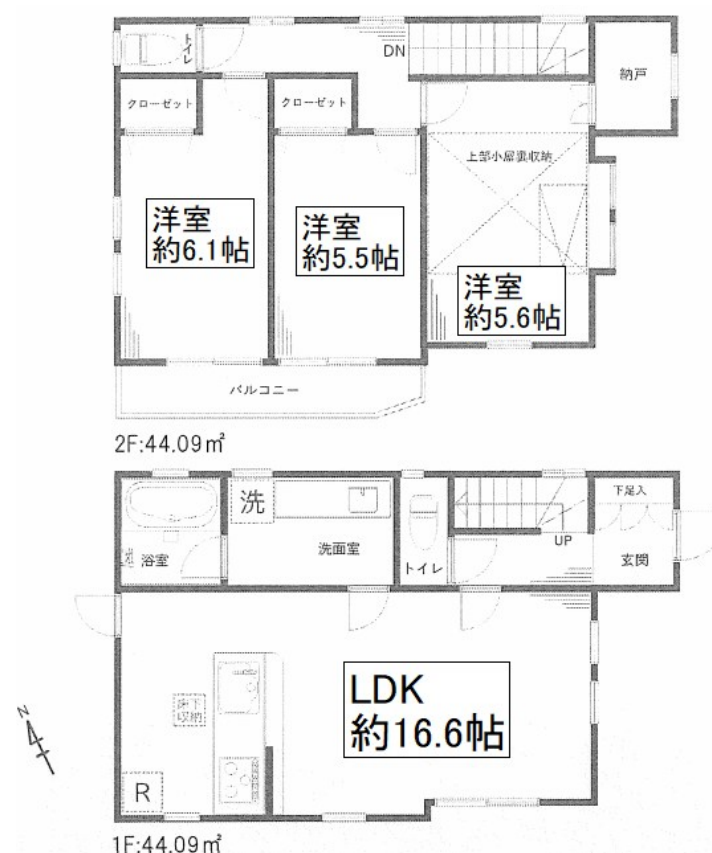 トイレ
DN
納戸
クローゼット
クローゼット
上部小屋裏収納
洋室
約6.1帖
洋室
約5.5帖
洋室
約5.6帖
バルコニー
2F:44.09㎡
洗
下足入
浴室
洗面室
トイレ
UP
玄関
LDK
約16.6帖
床下
収納
R
N
1F:44.09㎡